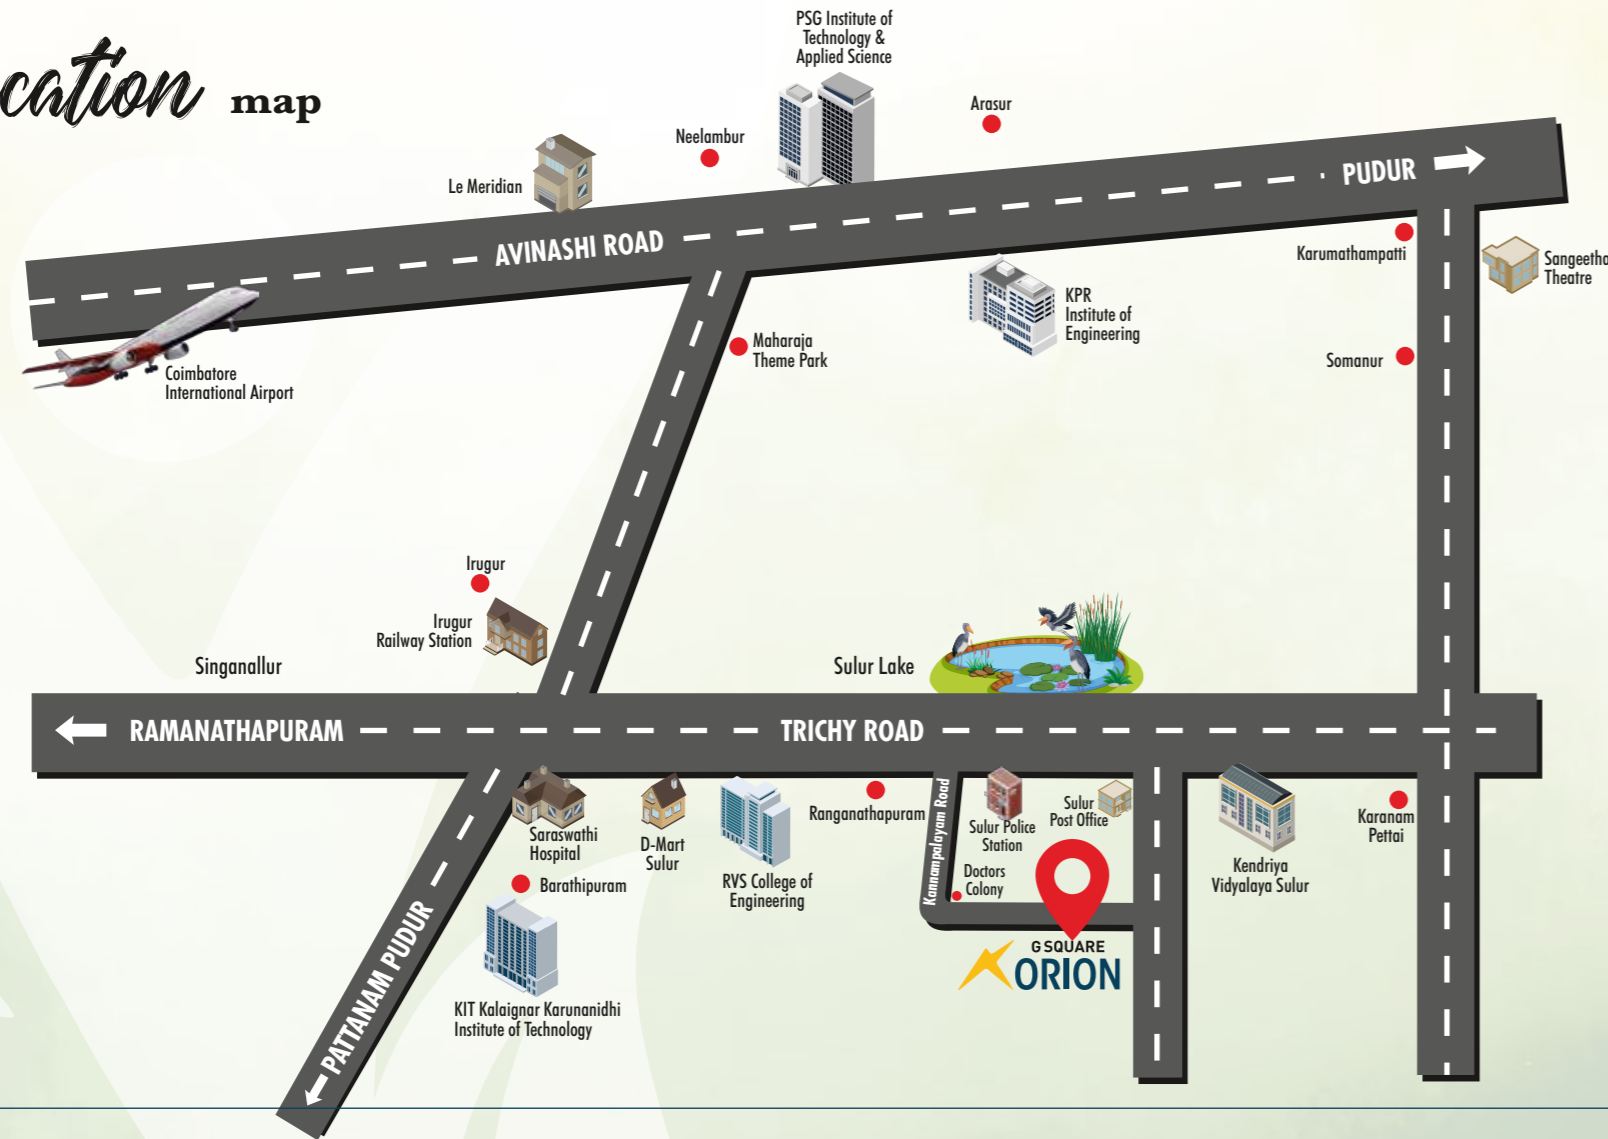 cation map
PSG Institute of
Technology &
Applied Science
Arasur
Neelambur
Le Meridian
PUDUR
AVINASHI ROAD
Karumathampatti
Sangeetha
Theatre
KPR
Institute of
Engineering
Maharaja
Theme Park
Somanur
Coimbatore
International Airport
Irugur
Irugur
Railway Station
Singanallur
Sulur Lake
RAMANATHAPURAM
TRICHY ROAD
Kannampalayam Road
Ranganathapuram
Sulur Police
Station
Sulur
Post Office
Karanam
Pettai
Saraswathi
Hospital
D-Mart
Sulur
RVS College of
Engineering
Doctors
Colony
Kendriya
Vidyalaya Sulur
Barathipuram
PATTANAM PUDUR
G SQUARE
ORION
KIT Kalaignar Karunanidhi
Institute of Technology